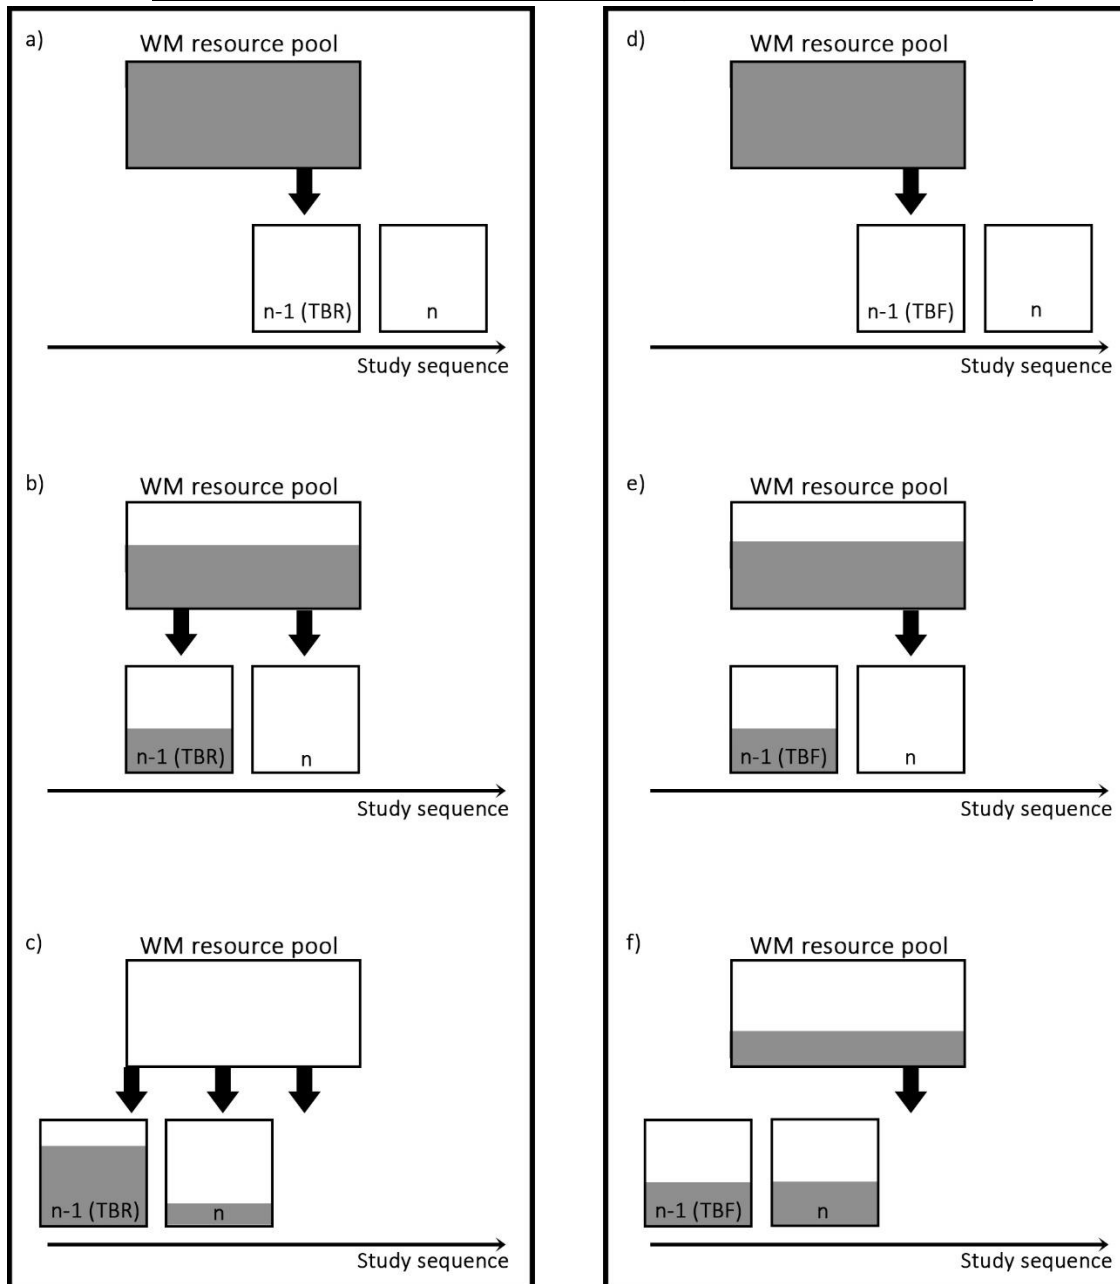 a)
WM resource pool
n-1 (TBR)
n
Study sequence
b)
WM resource pool
n-1 (TBR)
n
Study sequence
c)
WM resource pool
n-1 (TBR)
n
Study sequence
d)
WM resource pool
n-1 (TBF)
n
Study sequence
e)
WM resource pool
n-1 (TBF)
n
Study sequence
f)
WM resource pool
n-1 (TBF)
n
Study sequence